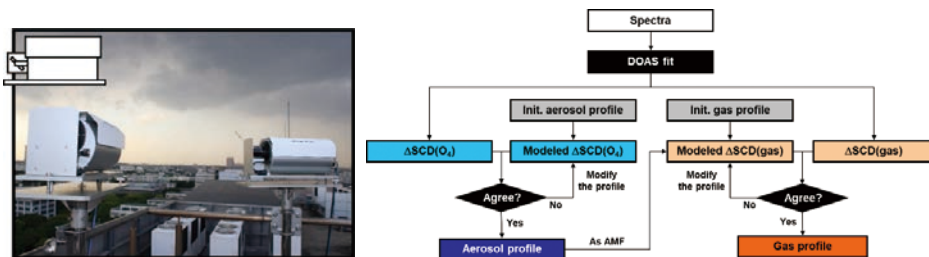 Spectra
DOAS fit
Init. aerosol profile
Init. gas profile
ΔSCD(O₄)
Modeled ΔSCD(O₄)
Modeled ΔSCD(gas)
ΔSCD(gas)
Modify
the profile
Modify
the profile
Agree?
No
No
Agree?
Yes
Yes
Aerosol profile
As AMF
Gas profile